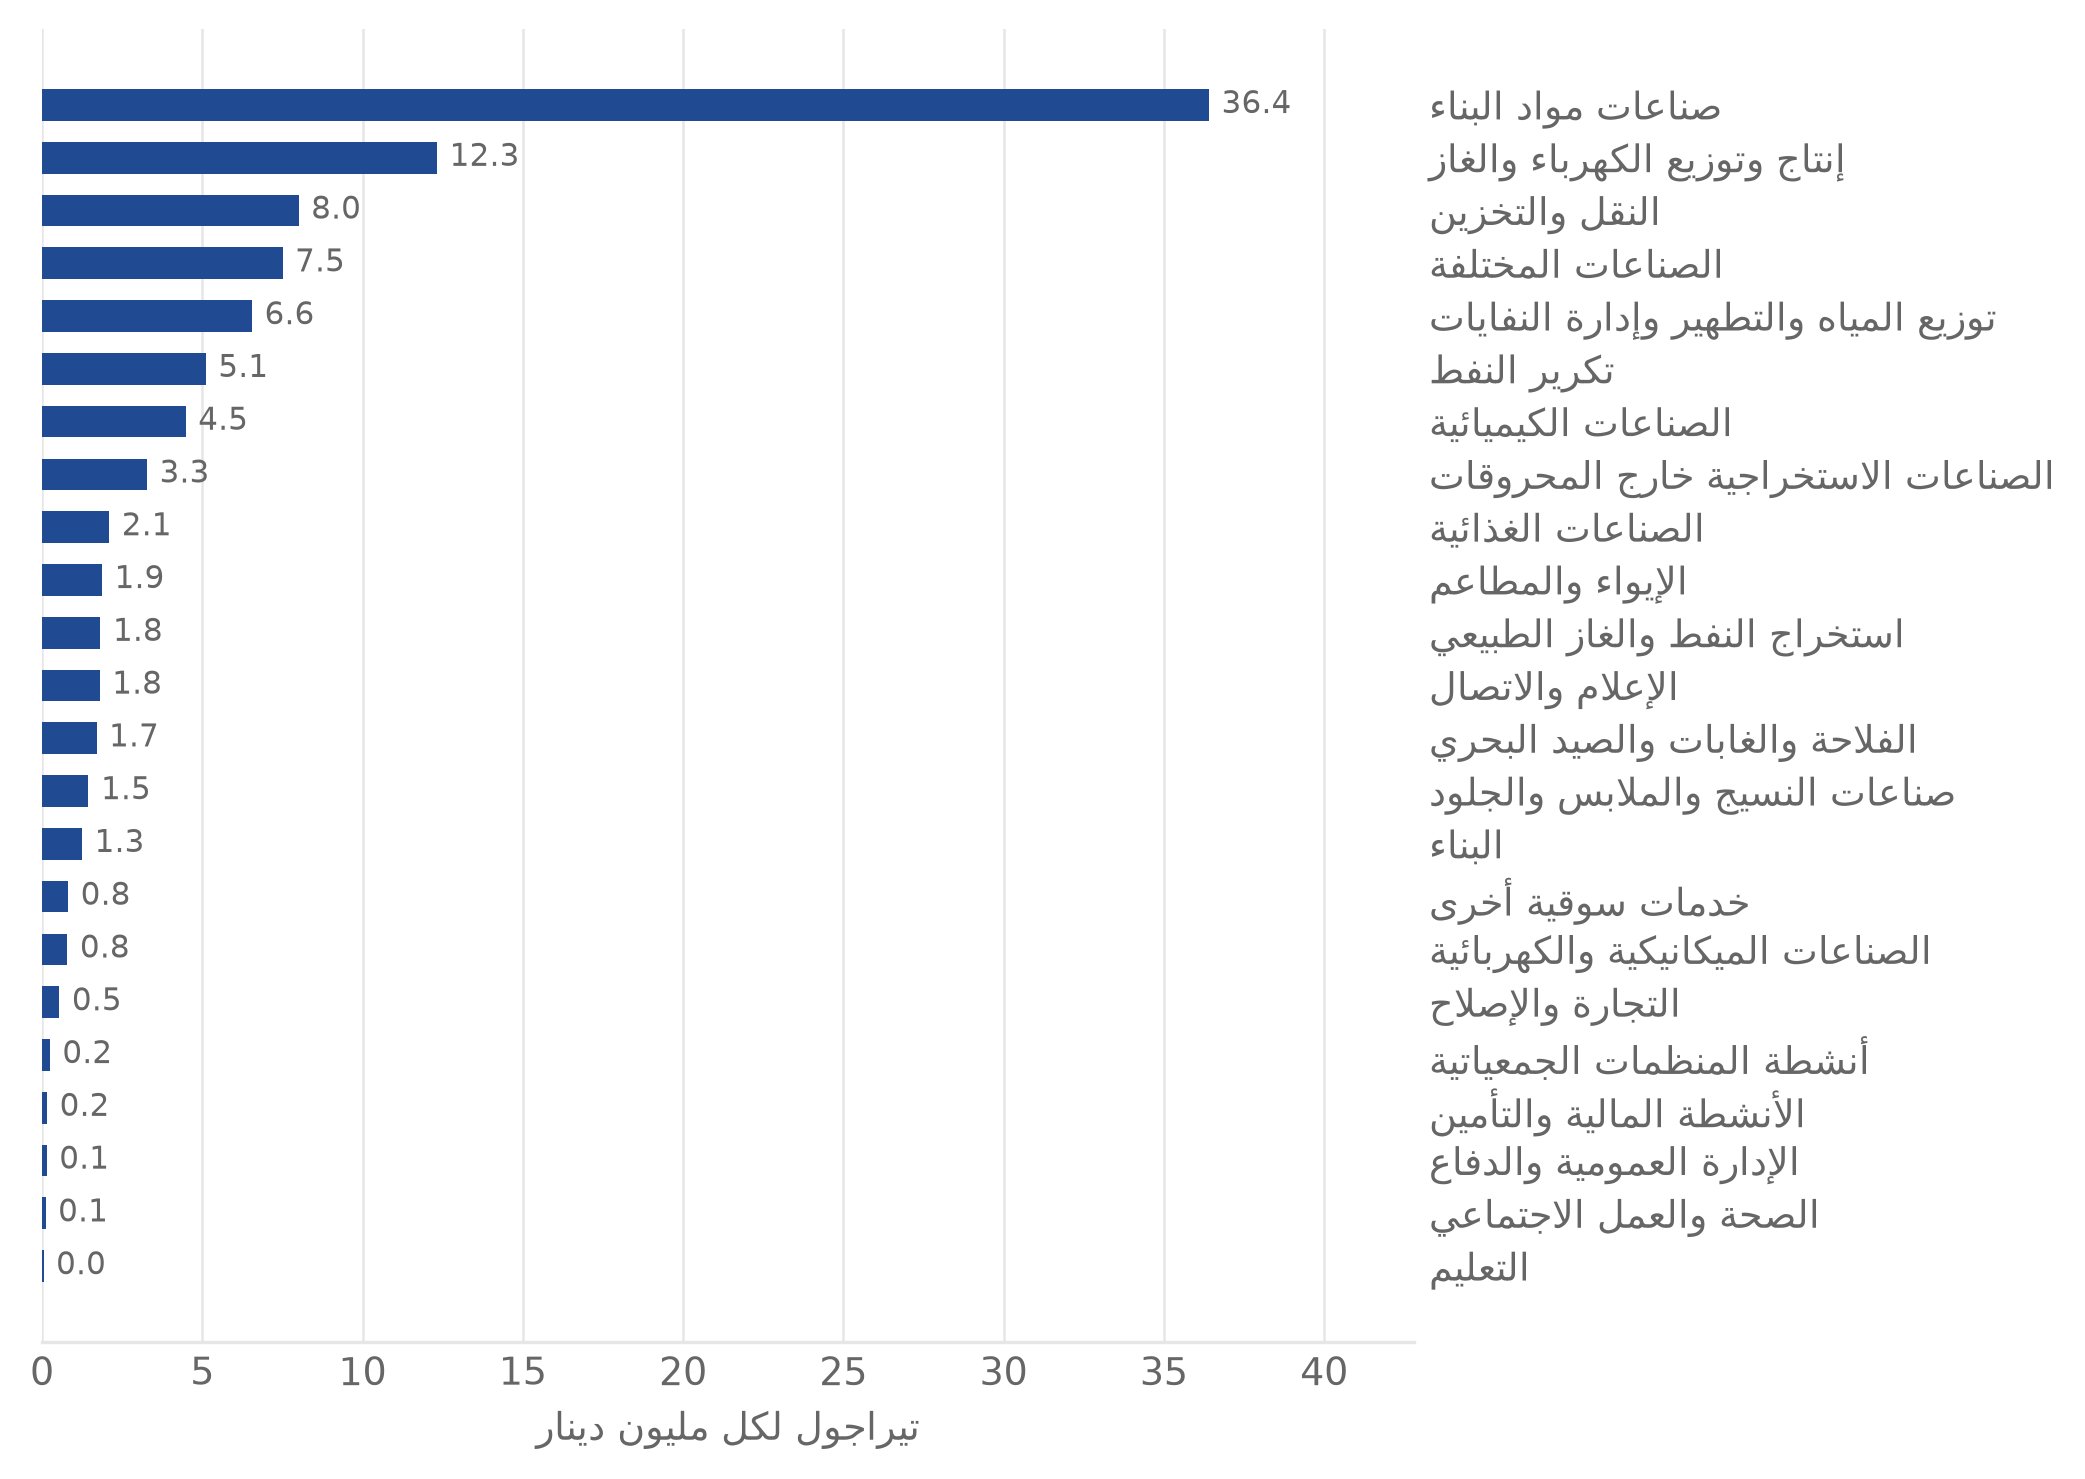 صناعات مواد البناء 36.4
إنتاج وتوزيع الكهرباء والغاز 12.3
النقل والتخزين 8.0
الصناعات المختلفة 7.5
توزيع المياه والتطهير وإدارة النفايات 6.6
تكرير النفط 5.1
الصناعات الكيميائية 4.5
الصناعات الاستخراجية خارج المحروقات 3.3
الصناعات الغذائية 2.1
الإيواء والمطاعم 1.9
استخراج النفط والغاز الطبيعي 1.8
الإعلام والاتصال 1.8
الفلاحة والغابات والصيد البحري 1.7
صناعات النسيج والملابس والجلود 1.5
البناء 1.3
خدمات سوقية أخرى 0.8
الصناعات الميكانيكية والكهربائية 0.8
التجارة والإصلاح 0.5
أنشطة المنظمات الجمعياتية 0.2
الأنشطة المالية والتأمين 0.2
الإدارة العمومية والدفاع 0.1
الصحة والعمل الاجتماعي 0.1
التعليم 0.0
0 5 10 15 20 25 30 35 40
تيراجول لكل مليون دينار